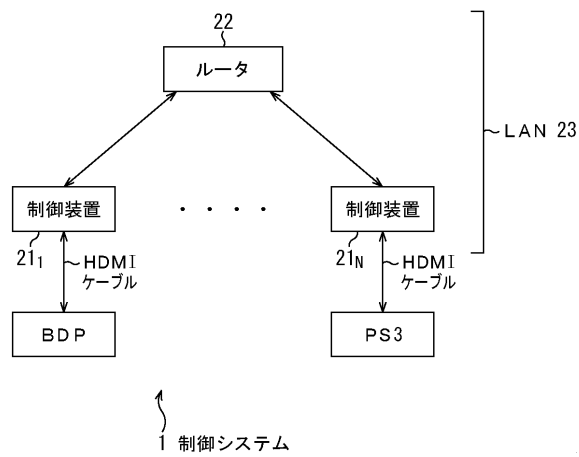 22
ルータ
LAN 23
制御装置
・・・・
制御装置
21₁
HDMI
ケーブル
21N
HDMI
ケーブル
BDP
PS3
1 制御システム